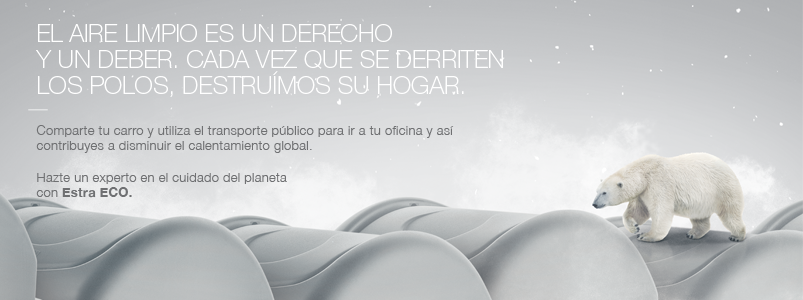 EL AIRE LIMPIO ES UN DERECHO
Y UN DEBER. CADA VEZ QUE SE DERRITEN
LOS POLOS, DESTRUÍMOS SU HOGAR.
Comparte tu carro y utiliza el transporte público para ir a tu oficina y así
contribuyes a disminuir el calentamiento global.
Hazte un experto en el cuidado del planeta
con Estra ECO.